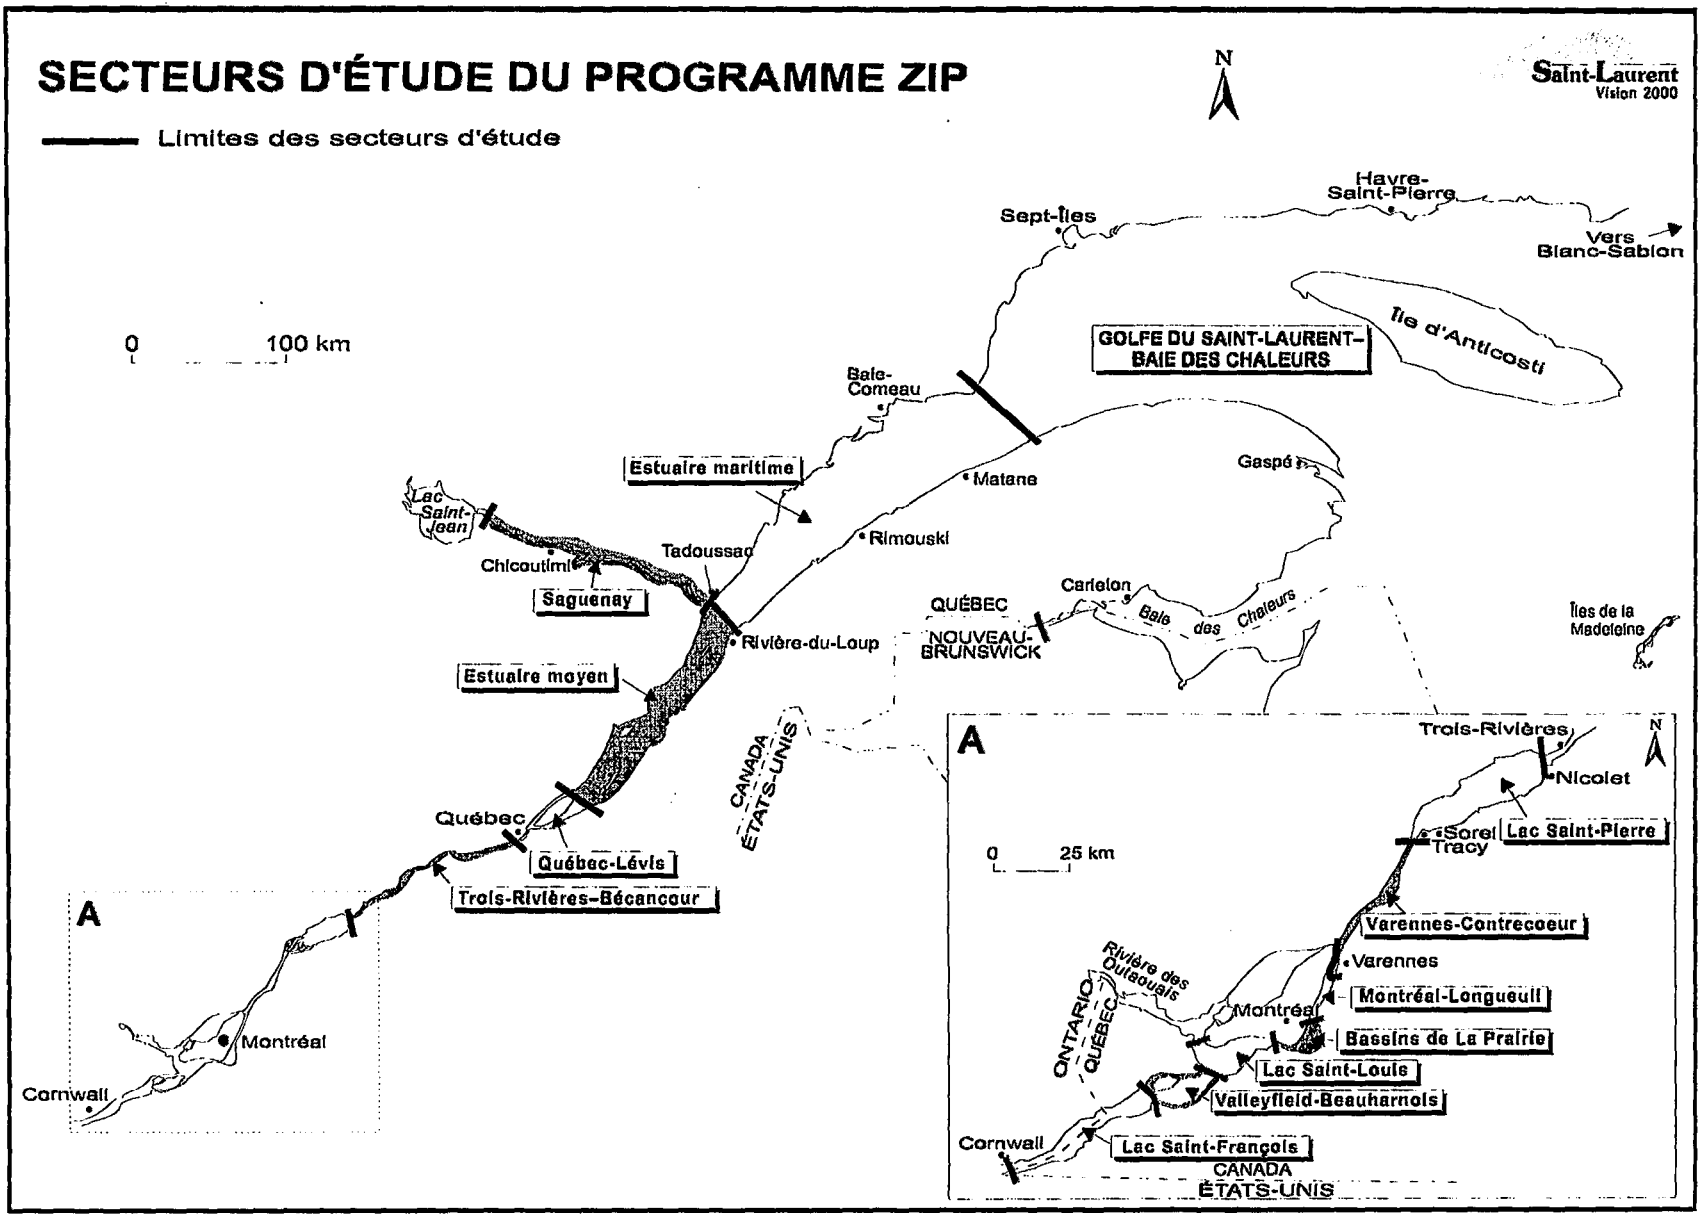 SECTEURS D'ÉTUDE DU PROGRAMME ZIP
Limites des secteurs d'étude
N
Saint-Laurent
Vision 2000
Havre-
Saint-Pierre
Sept-Îles
Vers
Blanc-Sablon
Île d'Anticosti
0 100 km
GOLFE DU SAINT-LAURENT–
BAIE DES CHALEURS
Baie-
Comeau
Estuaire maritime
Matane
Gaspé
Lac
Saint-
Jean
Rimouski
Chicoutimi
Tadoussac
Saguenay
Carleton
Baie des Chaleurs
QUÉBEC
NOUVEAU-
BRUNSWICK
Îles de la
Madeleine
Rivière-du-Loup
Estuaire moyen
CANADA
ÉTATS-UNIS
Québec
Québec-Lévis
Trois-Rivières–Bécancour
A
Montréal
Cornwall
A
N
Trois-Rivières
Nicolet
Lac Saint-Pierre
Sorel
Tracy
0 25 km
Varennes-Contrecoeur
Varennes
Rivière des
Outaouais
Montréal-Longueuil
Montréal
ONTARIO
QUÉBEC
Bassins de La Prairie
Lac Saint-Louis
Valleyfield-Beauharnois
Cornwall
Lac Saint-François
CANADA
ÉTATS-UNIS